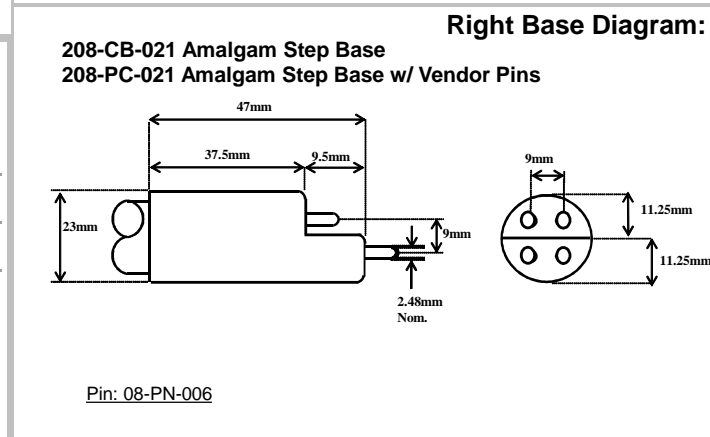 Right Base Diagram:
208-CB-021 Amalgam Step Base
208-PC-021 Amalgam Step Base w/ Vendor Pins
47mm
37.5mm
9.5mm
9mm
23mm
9mm
11.25mm
11.25mm
2.48mm
Nom.
Pin: 08-PN-006